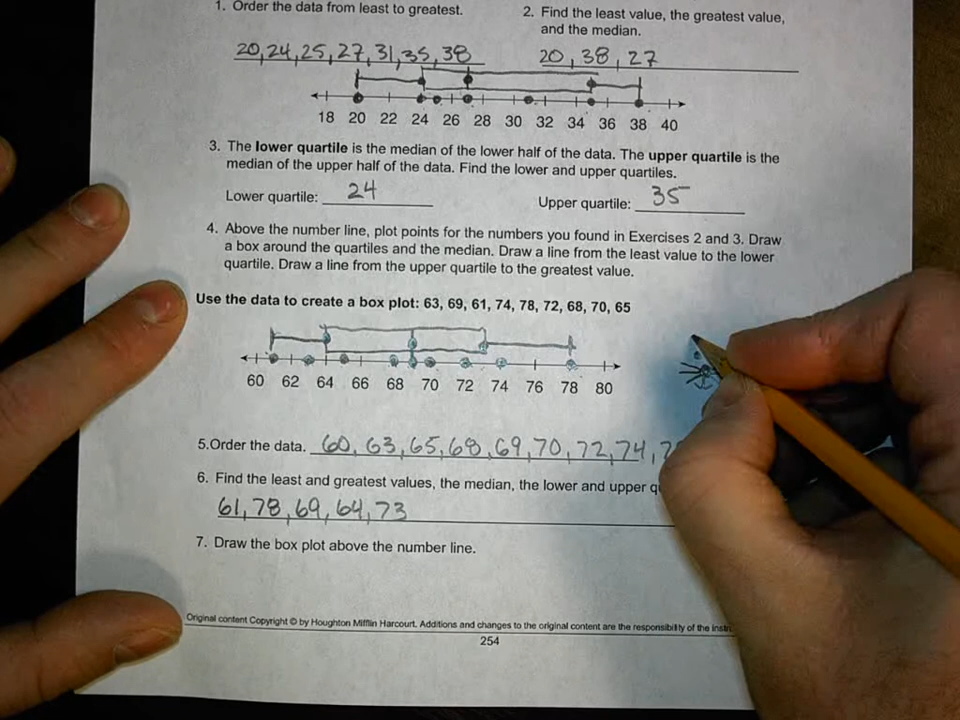 1. Order the data from least to greatest.
2. Find the least value, the greatest value,
and the median.
20, 24, 25, 27, 31, 35, 38
20, 38, 27
18 20 22 24 26 28 30 32 34 36 38 40
3. The lower quartile is the median of the lower half of the data. The upper quartile is the
median of the upper half of the data. Find the lower and upper quartiles.
Lower quartile: 24
Upper quartile: 35
4. Above the number line, plot points for the numbers you found in Exercises 2 and 3. Draw
a box around the quartiles and the median. Draw a line from the least value to the lower
quartile. Draw a line from the upper quartile to the greatest value.
Use the data to create a box plot: 63, 69, 61, 74, 78, 72, 68, 70, 65
60 62 64 66 68 70 72 74 76 78 80
5.Order the data. 60, 63, 65, 68, 69, 70, 72, 74, 7
6. Find the least and greatest values, the median, the lower and upper q
61, 78, 69, 64, 73
7. Draw the box plot above the number line.
Original content Copyright © by Houghton Mifflin Harcourt. Additions and changes to the original content are the responsibility of the
254